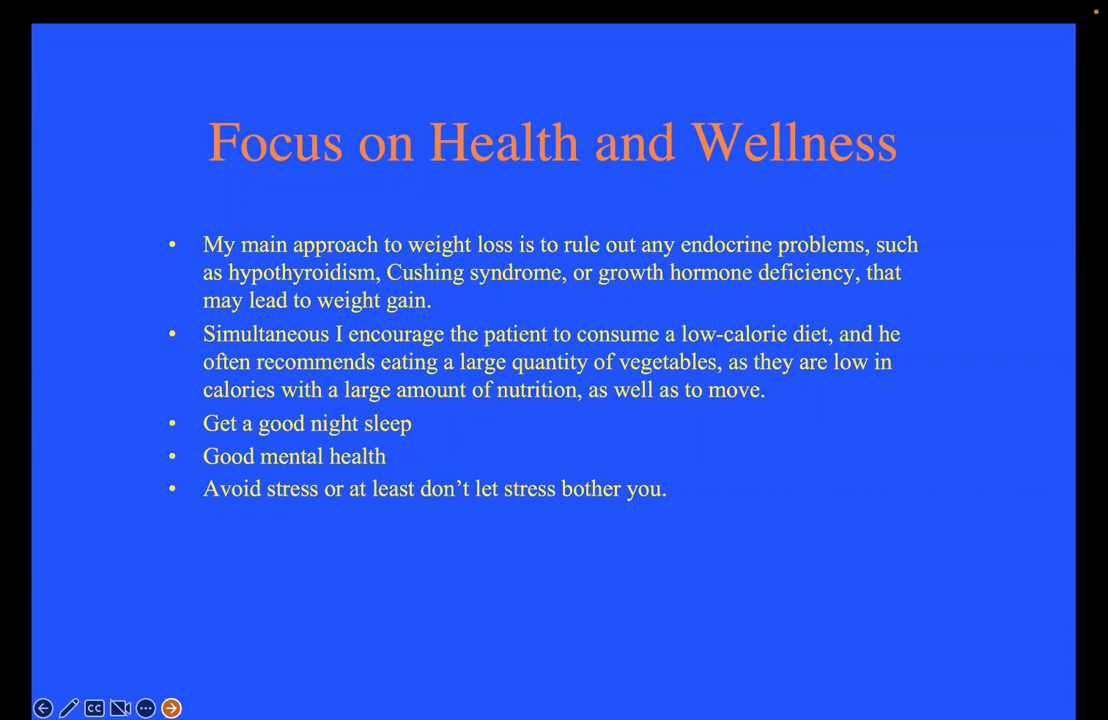 Focus on Health and Wellness
• My main approach to weight loss is to rule out any endocrine problems, such
as hypothyroidism, Cushing syndrome, or growth hormone deficiency, that
may lead to weight gain.
• Simultaneous I encourage the patient to consume a low-calorie diet, and he
often recommends eating a large quantity of vegetables, as they are low in
calories with a large amount of nutrition, as well as to move.
• Get a good night sleep
• Good mental health
• Avoid stress or at least don’t let stress bother you.
CC